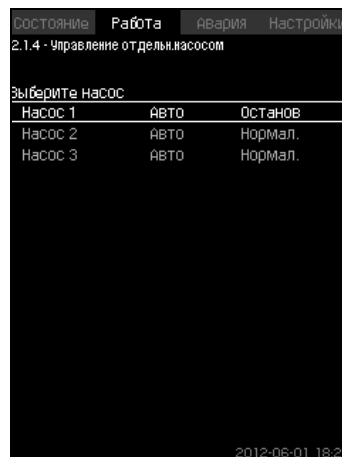 Состояние Работа Авария Настройки
2.1.4 - Управление отдельн.насосом
Выберите насос
Насос 1 Авто Останов
Насос 2 Авто Нормал.
Насос 3 Авто Нормал.
2012-06-01 18:2